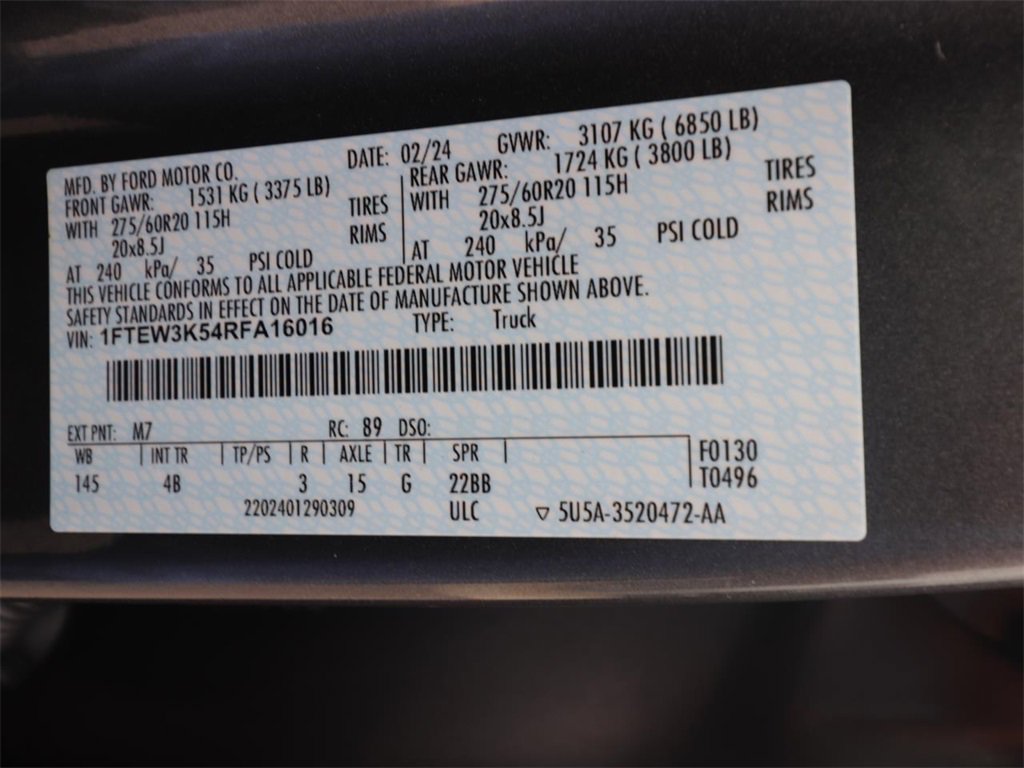 MFD. BY FORD MOTOR CO. DATE: 02/24 GVWR: 3107 KG ( 6850 LB)
FRONT GAWR: 1531 KG ( 3375 LB) REAR GAWR: 1724 KG ( 3800 LB)
WITH 275/60R20 115H TIRES WITH 275/60R20 115H TIRES
20x8.5J RIMS 20x8.5J RIMS
AT 240 kPa/ 35 PSI COLD AT 240 kPa/ 35 PSI COLD
THIS VEHICLE CONFORMS TO ALL APPLICABLE FEDERAL MOTOR VEHICLE
SAFETY STANDARDS IN EFFECT ON THE DATE OF MANUFACTURE SHOWN ABOVE.
VIN: 1FTEW3K54RFA16016 TYPE: Truck
EXT PNT: M7 RC: 89 DSO:
WB INT TR TP/PS R AXLE TR SPR F0130
145 4B 3 15 G 22BB T0496
2202401290309 ULC ▽ 5U5A-3520472-AA